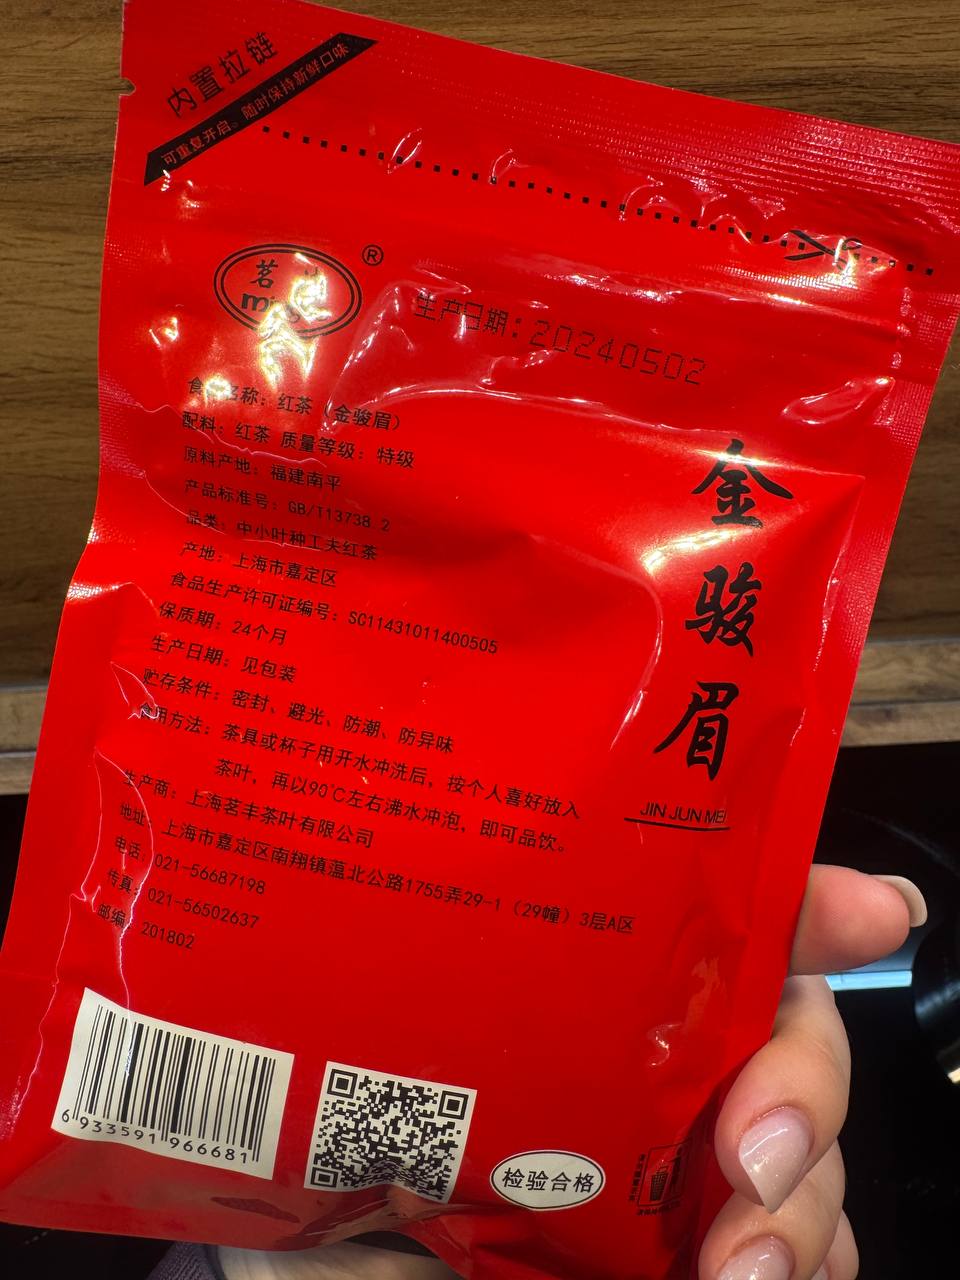 内置拉链
可重复开启。随时保持新鲜口味
茗
®
生产日期：20240502
食品名称：红茶（金骏眉）
配料：红茶 质量等级：特级
原料产地：福建南平
产品标准号：GB/T13738.2
品类：中小叶种工夫红茶
产地：上海市嘉定区
食品生产许可证编号：SC11431011400505
保质期：24个月
生产日期：见包装
贮存条件：密封、避光、防潮、防异味
食用方法：茶具或杯子用开水冲洗后，按个人喜好放入
茶叶，再以90℃左右沸水冲泡，即可品饮。
生产商：上海茗丰茶叶有限公司
地址：上海市嘉定区南翔镇蕰北公路1755弄29-1（29幢）3层A区
电话：021-56687198
传真：021-56502637
邮编：201802
金骏眉
JIN JUN MEI
6 933591 966681
检验合格